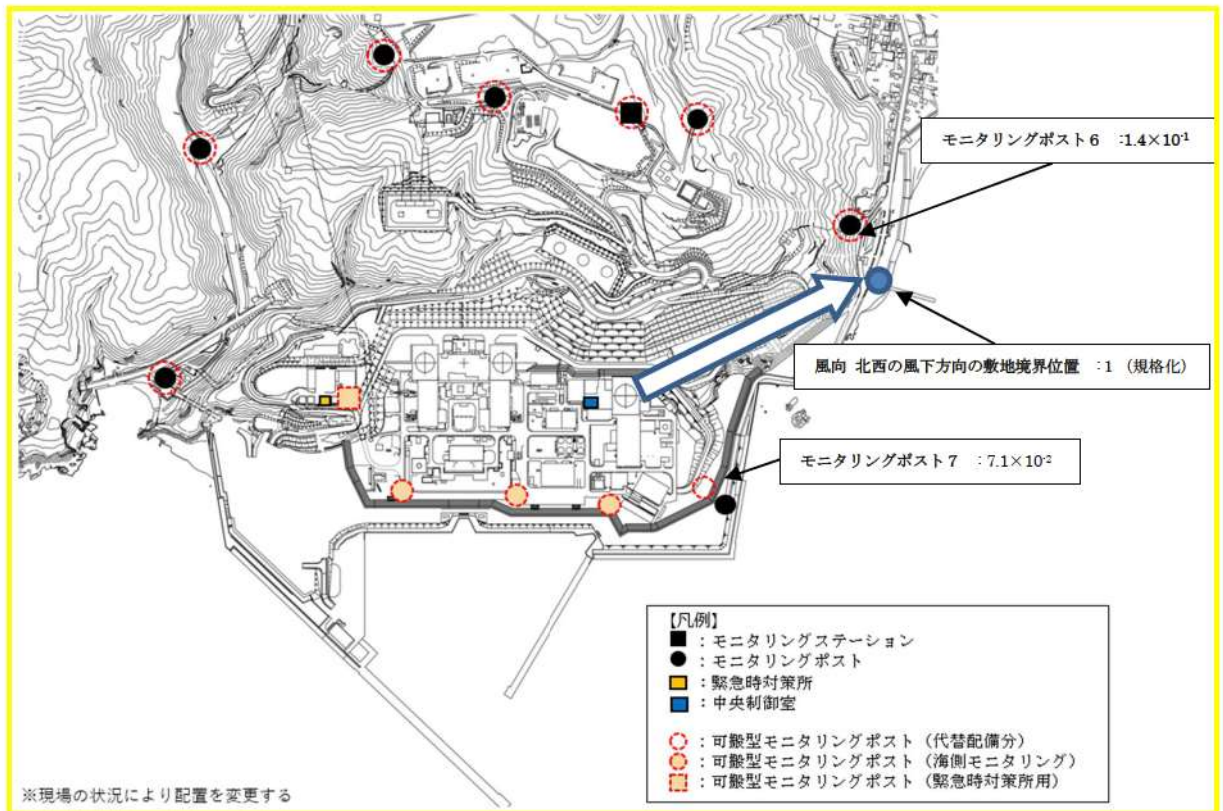 モニタリングポスト６　:1.4×10⁻¹
風向 北西の風下方向の敷地境界位置　：1 （規格化）
モニタリングポスト７　：7.1×10⁻²
【凡例】
■ ：モニタリングステーション
● ：モニタリングポスト
：緊急時対策所
：中央制御室
：可搬型モニタリングポスト（代替配備分）
：可搬型モニタリングポスト（海側モニタリング）
：可搬型モニタリングポスト（緊急時対策所用）
※現場の状況により配置を変更する